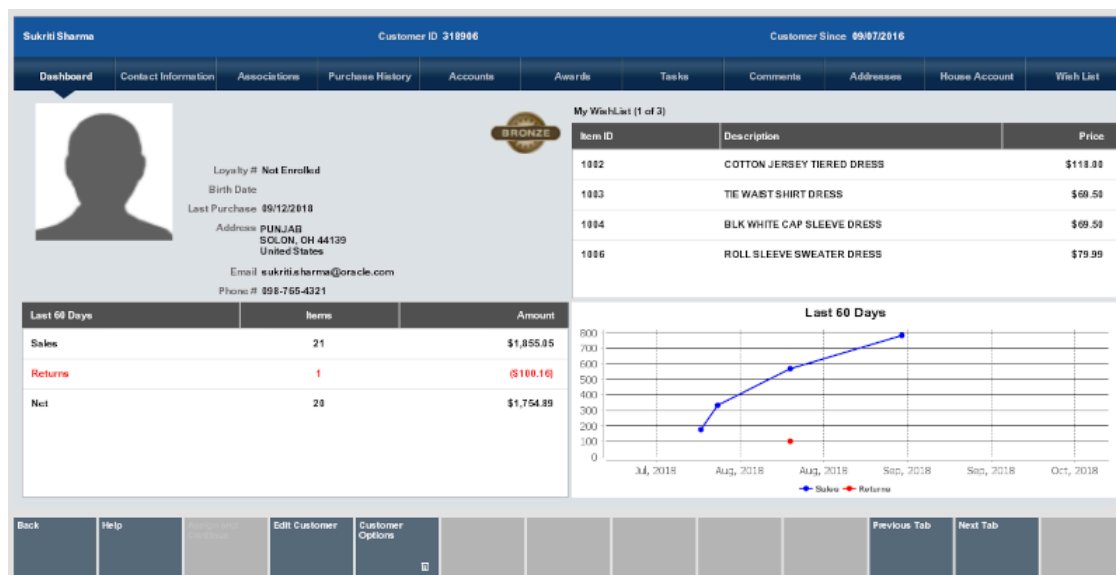 Sukriti Sharma Customer ID 318906 Customer Since 09/07/2016
Dashboard Contact Information Associations Purchase History Accounts Awards Tasks Comments Addresses House Account Wish List
BRONZE
Loyalty # Not Enrolled
Birth Date
Last Purchase 09/12/2018
Address PUNJAB
SOLON, OH 44139
United States
Email sukriti.sharma@oracle.com
Phone # 098-765-4321
My WishList (1 of 3)
Item ID Description Price
1002 COTTON JERSEY TIERED DRESS $118.00
1003 TIE WAIST SHIRT DRESS $69.50
1004 BLK WHITE CAP SLEEVE DRESS $69.50
1006 ROLL SLEEVE SWEATER DRESS $79.99
Last 60 Days Items Amount
Sales 21 $1,855.05
Returns 1 ($100.16)
Net 20 $1,754.89
Last 60 Days
800
700
600
500
400
300
200
100
0
Jul, 2018 Aug, 2018 Aug, 2018 Sep, 2018 Sep, 2018 Oct, 2018
Sales Returns
Back Help Assign and Edit Customer Customer Previous Tab Next Tab
Continue Options